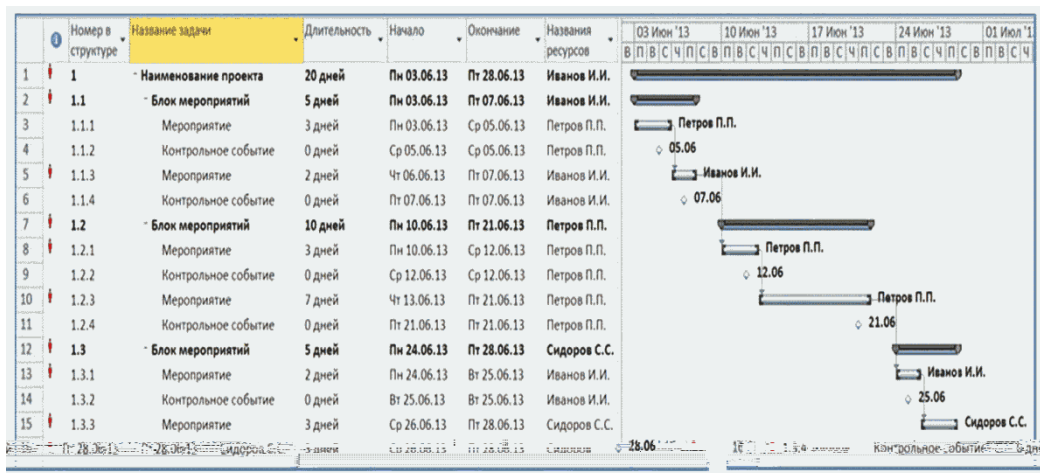 Номер в структуре Название задачи Длительность Начало Окончание Названия ресурсов 03 Июн '13 10 Июн '13 17 Июн '13 24 Июн '13 01 Июл '1
В П В С Ч П С В П В С Ч П С В П В С Ч П С В П В С Ч П С В П В С Ч
1 1 - Наименование проекта 20 дней Пн 03.06.13 Пт 28.06.13 Иванов И.И.
2 1.1 - Блок мероприятий 5 дней Пн 03.06.13 Пт 07.06.13 Иванов И.И.
3 1.1.1 Мероприятие 3 дней Пн 03.06.13 Ср 05.06.13 Петров П.П. Петров П.П.
4 1.1.2 Контрольное событие 0 дней Ср 05.06.13 Ср 05.06.13 Петров П.П. 05.06
5 1.1.3 Мероприятие 2 дней Чт 06.06.13 Пт 07.06.13 Иванов И.И. Иванов И.И.
6 1.1.4 Контрольное событие 0 дней Пт 07.06.13 Пт 07.06.13 Иванов И.И. 07.06
7 1.2 - Блок мероприятий 10 дней Пн 10.06.13 Пт 21.06.13 Петров П.П.
8 1.2.1 Мероприятие 3 дней Пн 10.06.13 Ср 12.06.13 Петров П.П. Петров П.П.
9 1.2.2 Контрольное событие 0 дней Ср 12.06.13 Ср 12.06.13 Петров П.П. 12.06
10 1.2.3 Мероприятие 7 дней Чт 13.06.13 Пт 21.06.13 Петров П.П. Петров П.П.
11 1.2.4 Контрольное событие 0 дней Пт 21.06.13 Пт 21.06.13 Петров П.П. 21.06
12 1.3 - Блок мероприятий 5 дней Пн 24.06.13 Пт 28.06.13 Сидоров С.С.
13 1.3.1 Мероприятие 2 дней Пн 24.06.13 Вт 25.06.13 Иванов И.И. Иванов И.И.
14 1.3.2 Контрольное событие 0 дней Вт 25.06.13 Вт 25.06.13 Иванов И.И. 25.06
15 1.3.3 Мероприятие 3 дней Ср 26.06.13 Пт 28.06.13 Сидоров С.С. Сидоров С.С.
28.06 16 1.3.4 Контрольное